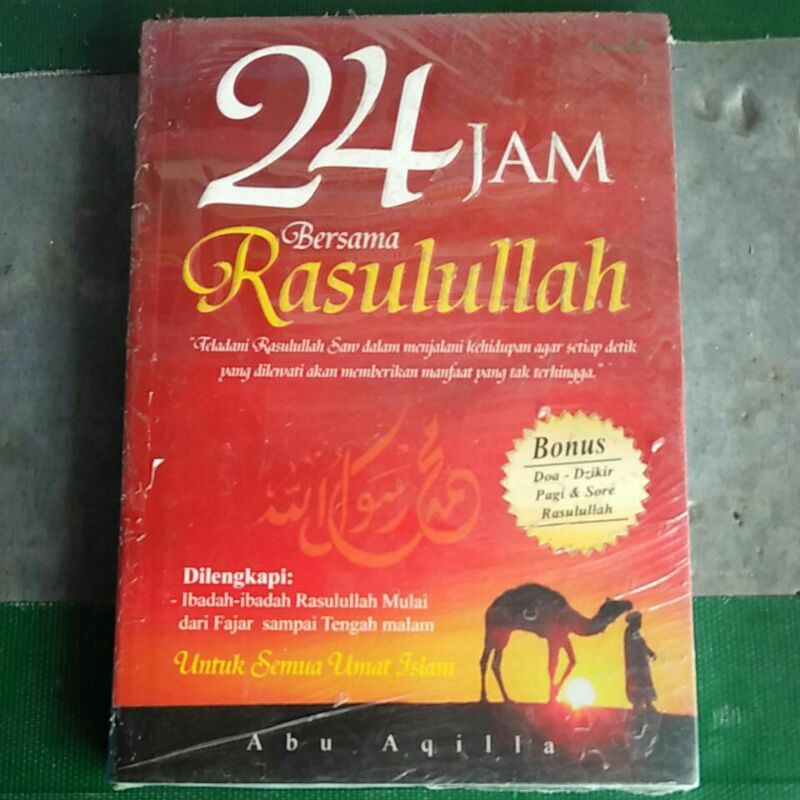 24 JAM
Bersama
Rasulullah
"Teladani Rasulullah Saw dalam menjalani kehidupan agar setiap detik
yang dilewati akan memberikan manfaat yang tak terhingga."
محمد رسول الله
Bonus
Doa - Dzikir
Pagi & Sore
Rasulullah
Dilengkapi:
- Ibadah-ibadah Rasulullah Mulai
dari Fajar sampai Tengah malam
Untuk Semua Umat Islam
Abu Aqilla